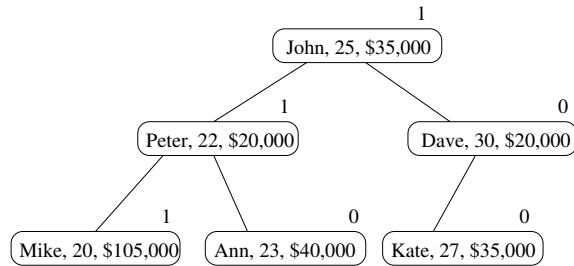 1
John, 25, $35,000
1 0
Peter, 22, $20,000 Dave, 30, $20,000
1 0 0
Mike, 20, $105,000 Ann, 23, $40,000 Kate, 27, $35,000